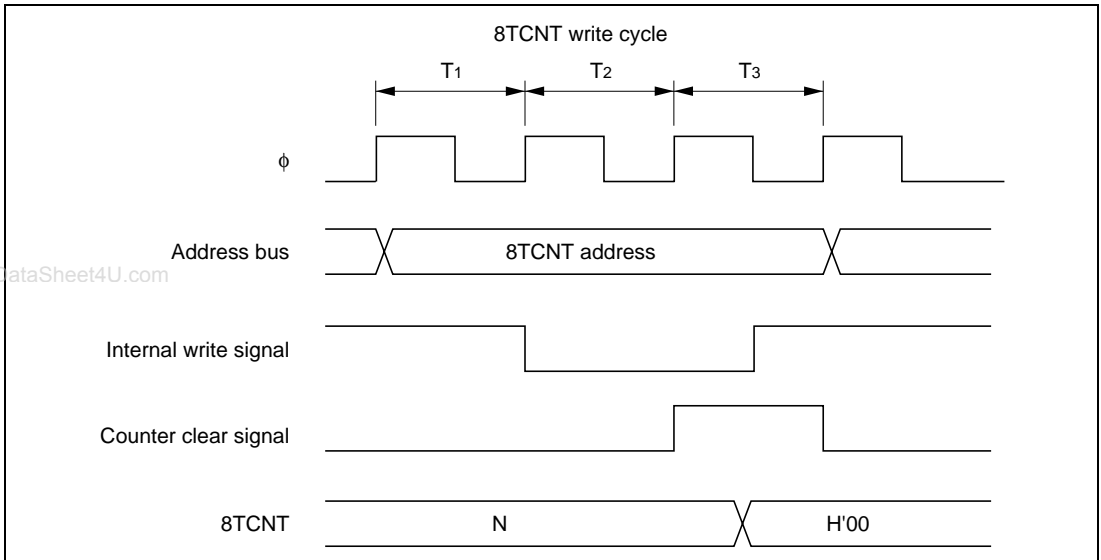 8TCNT write cycle
T1 T2 T3
φ
Address bus 8TCNT address
DataSheet4U.com
Internal write signal
Counter clear signal
8TCNT N H'00